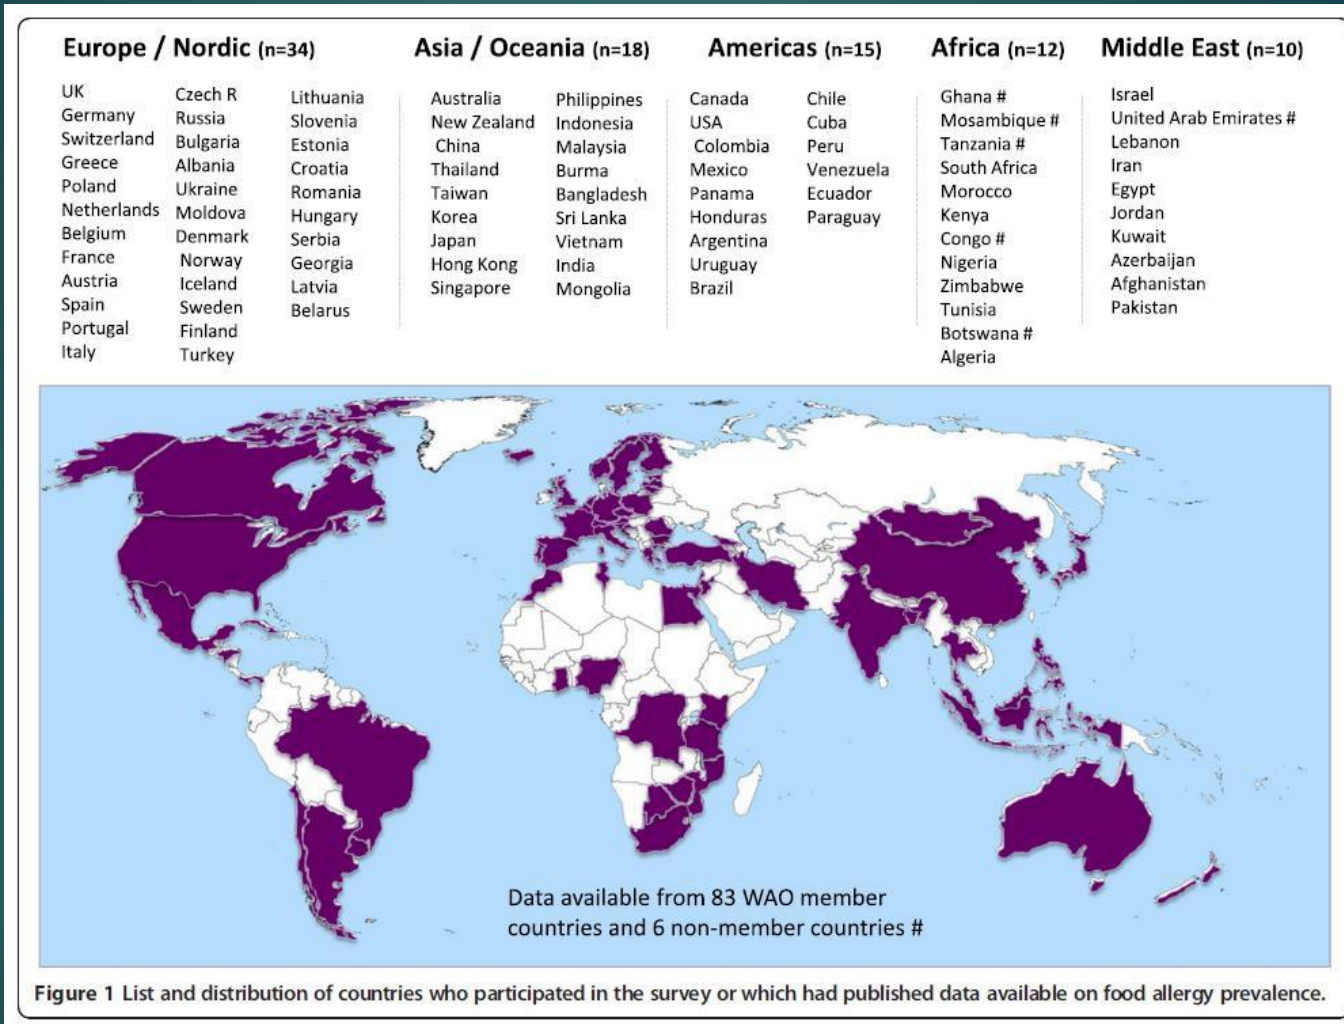 Europe / Nordic (n=34)
UK
Germany
Switzerland
Greece
Poland
Netherlands
Belgium
France
Austria
Spain
Portugal
Italy
Czech R
Russia
Bulgaria
Albania
Ukraine
Moldova
Denmark
Norway
Iceland
Sweden
Finland
Turkey
Lithuania
Slovenia
Estonia
Croatia
Romania
Hungary
Serbia
Georgia
Latvia
Belarus
Asia / Oceania (n=18)
Australia
New Zealand
China
Thailand
Taiwan
Korea
Japan
Hong Kong
Singapore
Philippines
Indonesia
Malaysia
Burma
Bangladesh
Sri Lanka
Vietnam
India
Mongolia
Americas (n=15)
Canada
USA
Colombia
Mexico
Panama
Honduras
Argentina
Uruguay
Brazil
Chile
Cuba
Peru
Venezuela
Ecuador
Paraguay
Africa (n=12)
Ghana #
Mosambique #
Tanzania #
South Africa
Morocco
Kenya
Congo #
Nigeria
Zimbabwe
Tunisia
Botswana #
Algeria
Middle East (n=10)
Israel
United Arab Emirates #
Lebanon
Iran
Egypt
Jordan
Kuwait
Azerbaijan
Afghanistan
Pakistan
Data available from 83 WAO member
countries and 6 non-member countries #
Figure 1 List and distribution of countries who participated in the survey or which had published data available on food allergy prevalence.